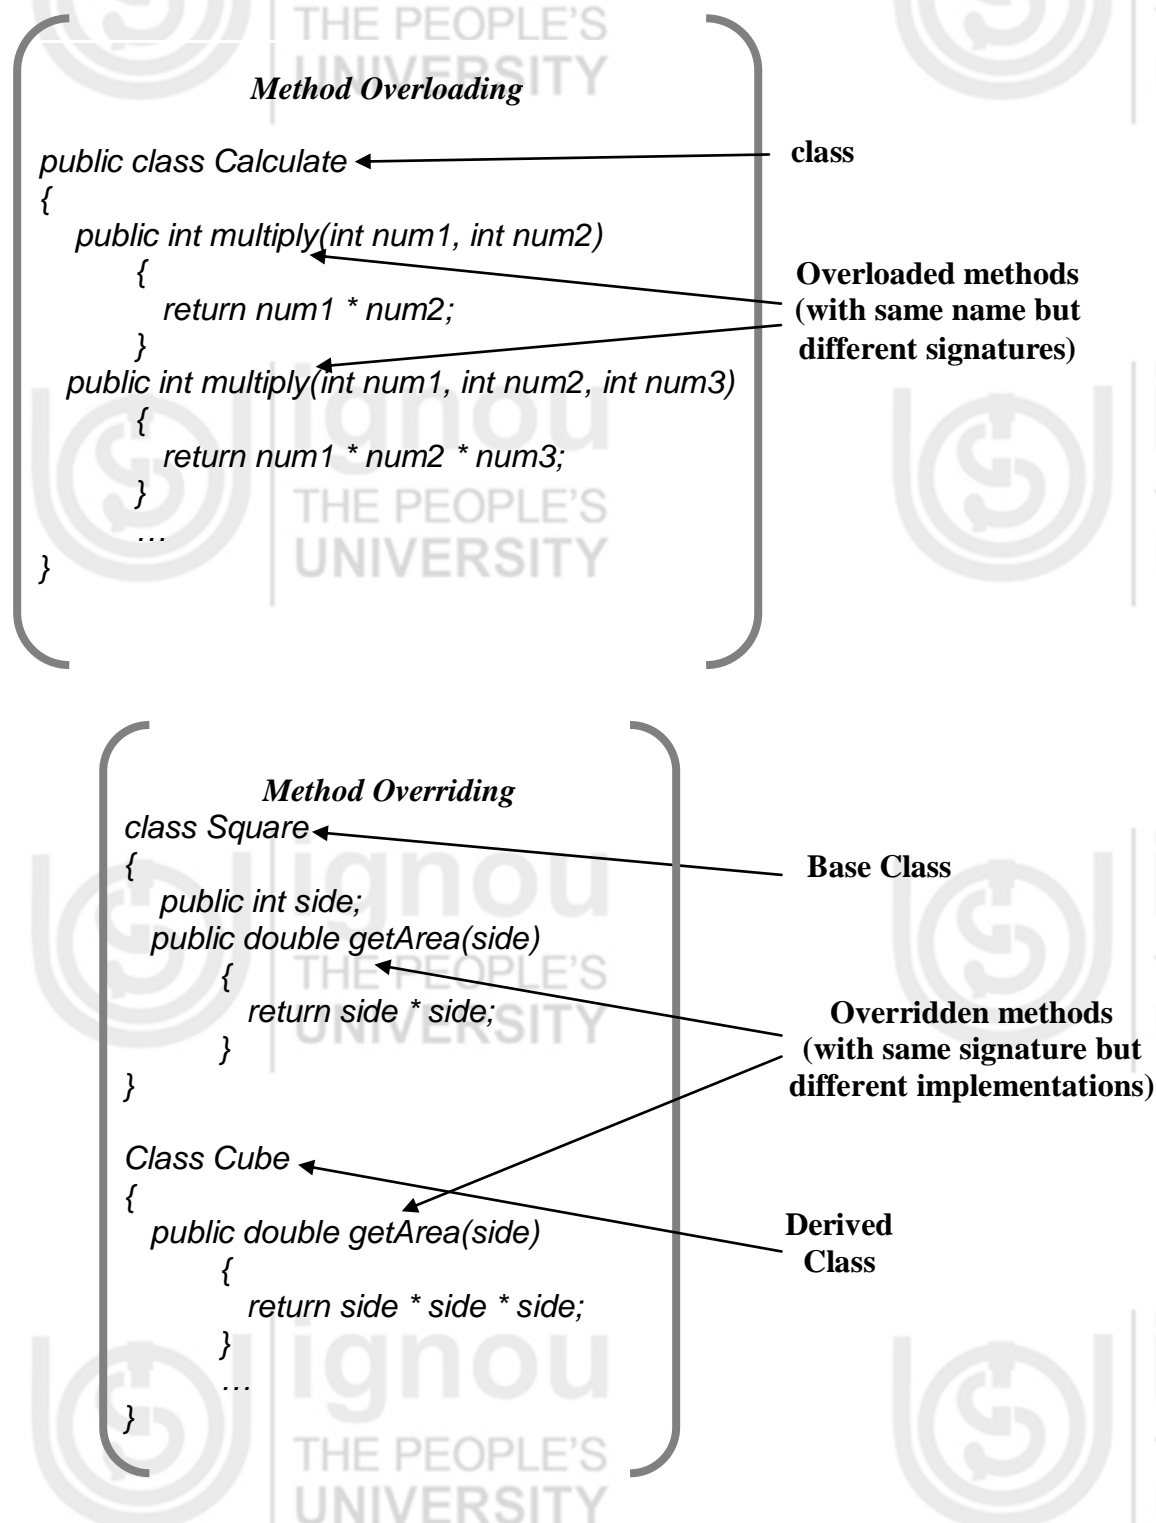 THE PEOPLE'S
UNIVERSITY
Method Overloading
public class Calculate
class
{
public int multiply(int num1, int num2)
{
return num1 * num2;
}
Overloaded methods
(with same name but
different signatures)
public int multiply(int num1, int num2, int num3)
{
return num1 * num2 * num3;
}
…
}
ignou
THE PEOPLE'S
UNIVERSITY
Method Overriding
class Square
Base Class
{
public int side;
public double getArea(side)
{
return side * side;
}
}
Overridden methods
(with same signature but
different implementations)
ignou
THE PEOPLE'S
UNIVERSITY
Class Cube
{
public double getArea(side)
Derived
Class
{
return side * side * side;
}
…
}
ignou
THE PEOPLE'S
UNIVERSITY